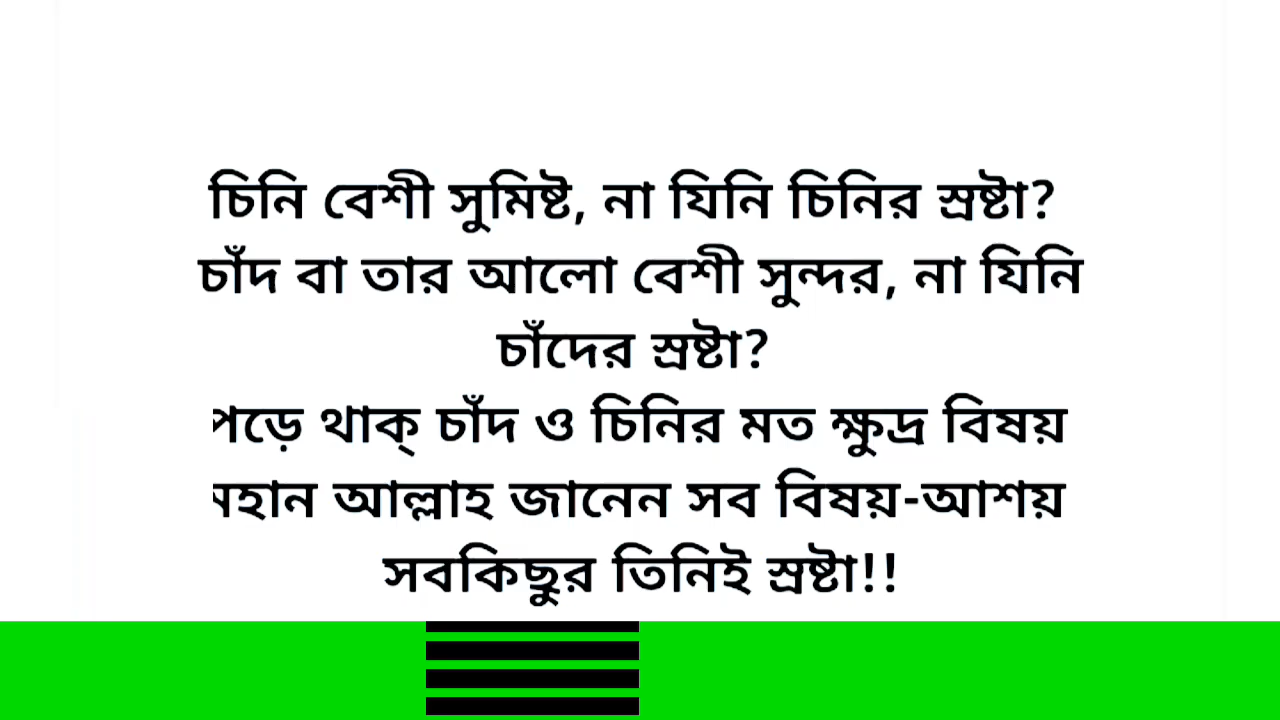 চিনি বেশী সুমিষ্ট, না যিনি চিনির স্রষ্টা?
চাঁদ বা তার আলো বেশী সুন্দর, না যিনি
চাঁদের স্রষ্টা?
পড়ে থাক্ চাঁদ ও চিনির মত ক্ষুদ্র বিষয়
মহান আল্লাহ জানেন সব বিষয়-আশয়
সবকিছুর তিনিই স্রষ্টা!!